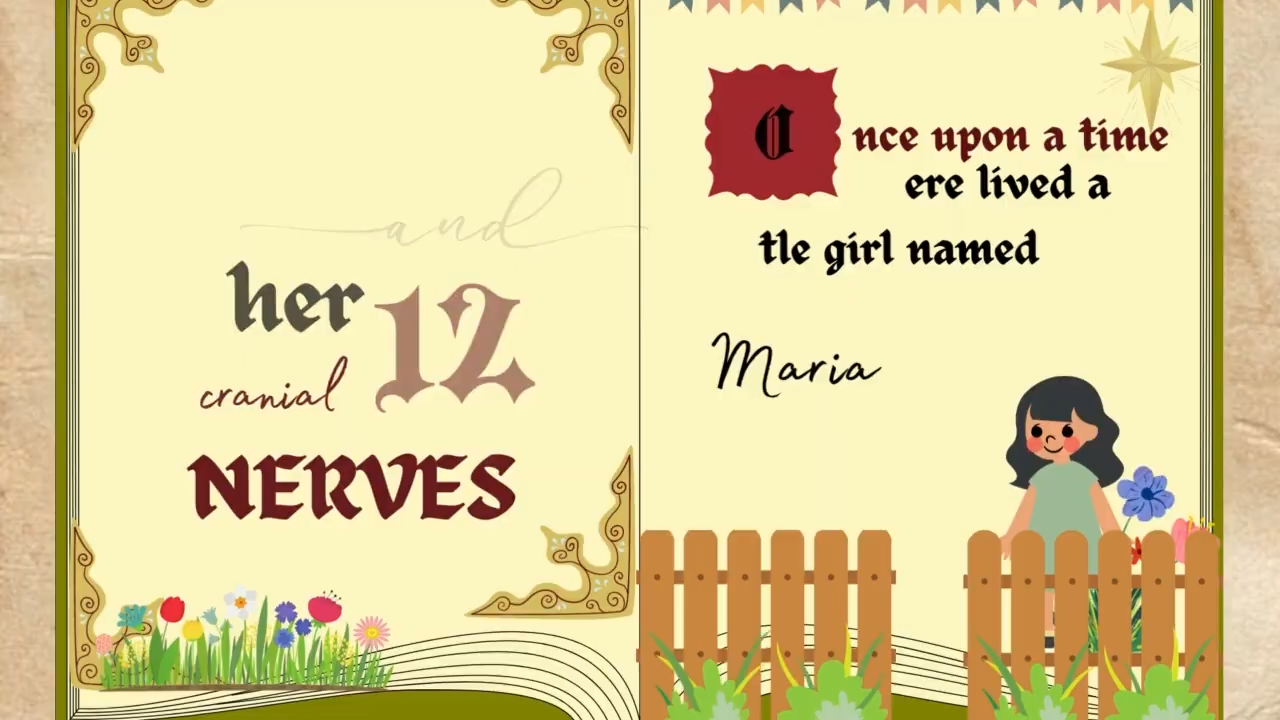 and
her 12
cranial
NERVES
Once upon a time
ere lived a
tle girl named
Maria